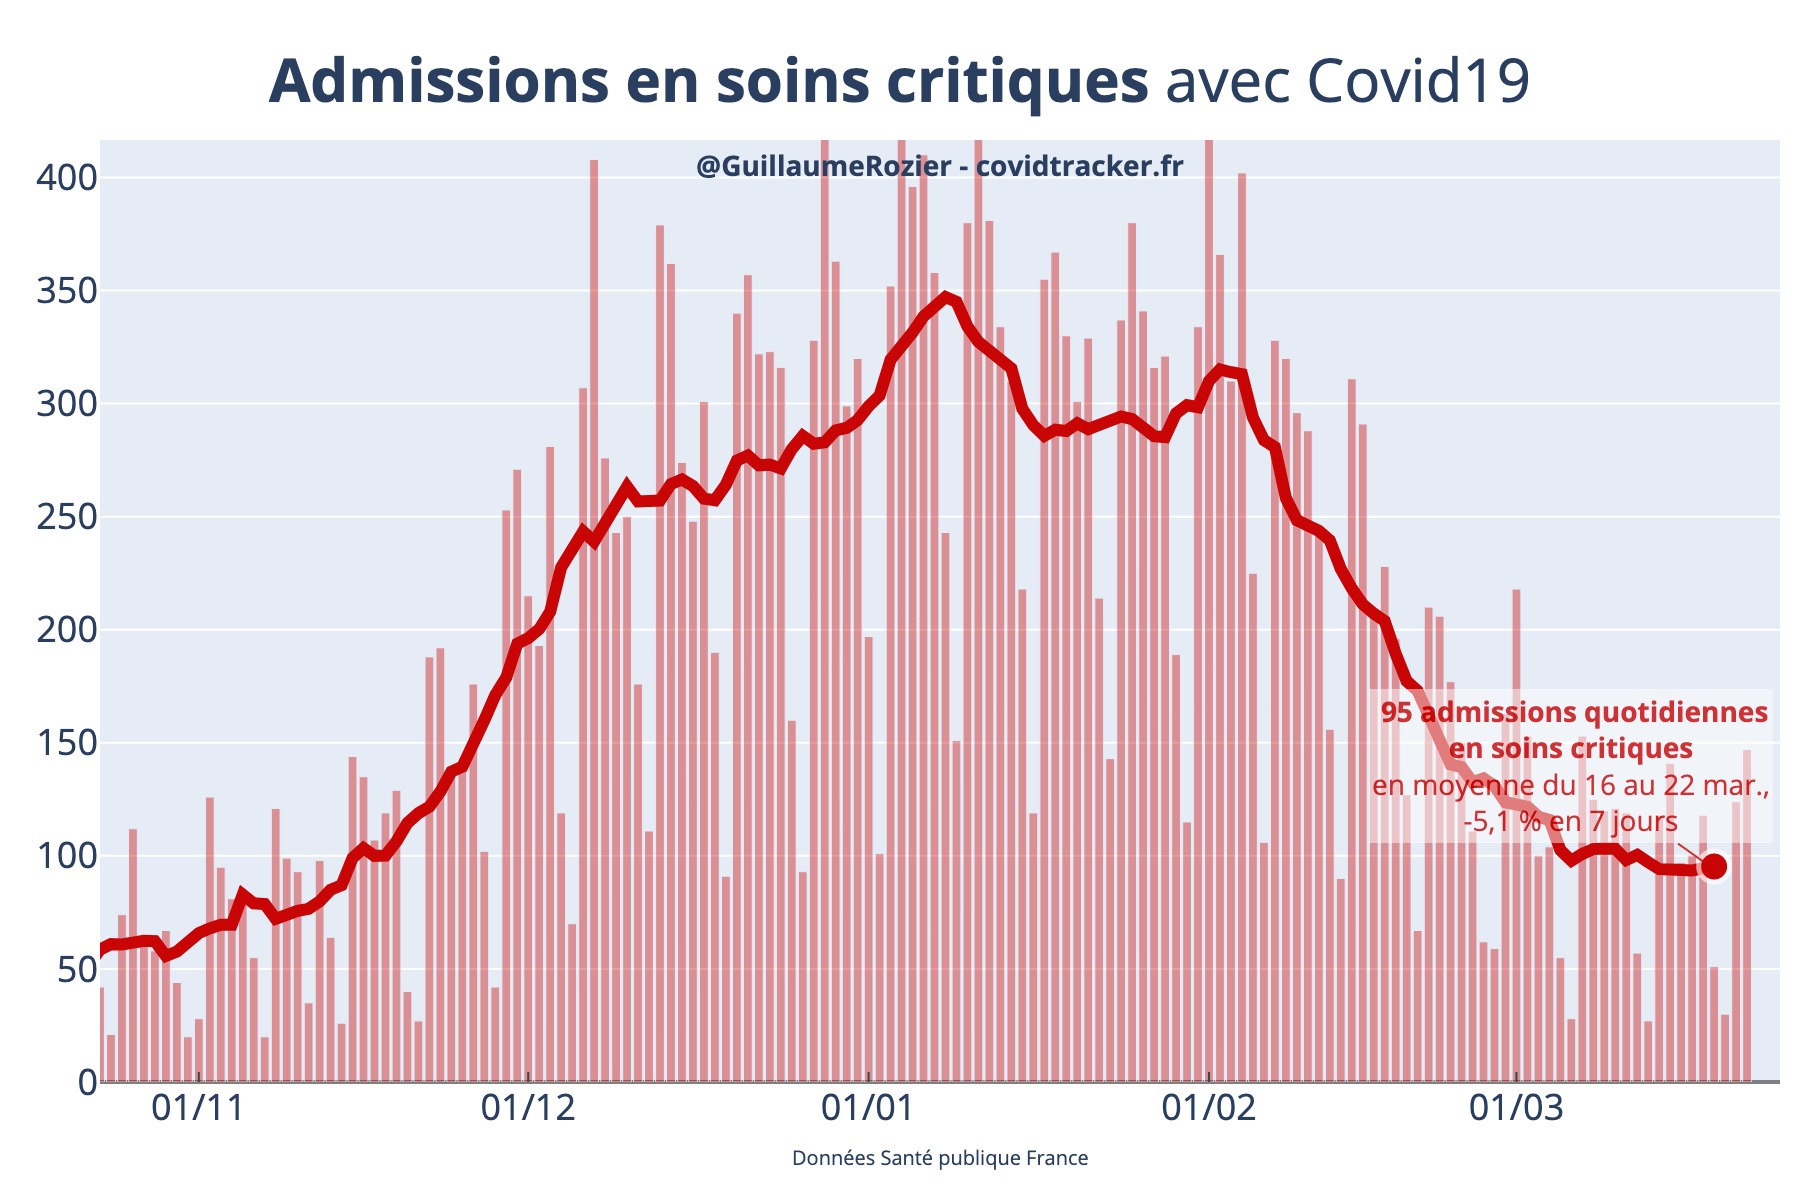 Admissions en soins critiques avec Covid19
@GuillaumeRozier - covidtracker.fr
400
350
300
250
200
150
100
50
0
95 admissions quotidiennes
en soins critiques
en moyenne du 16 au 22 mar.,
-5,1 % en 7 jours
01/11
01/12
01/01
01/02
01/03
Données Santé publique France